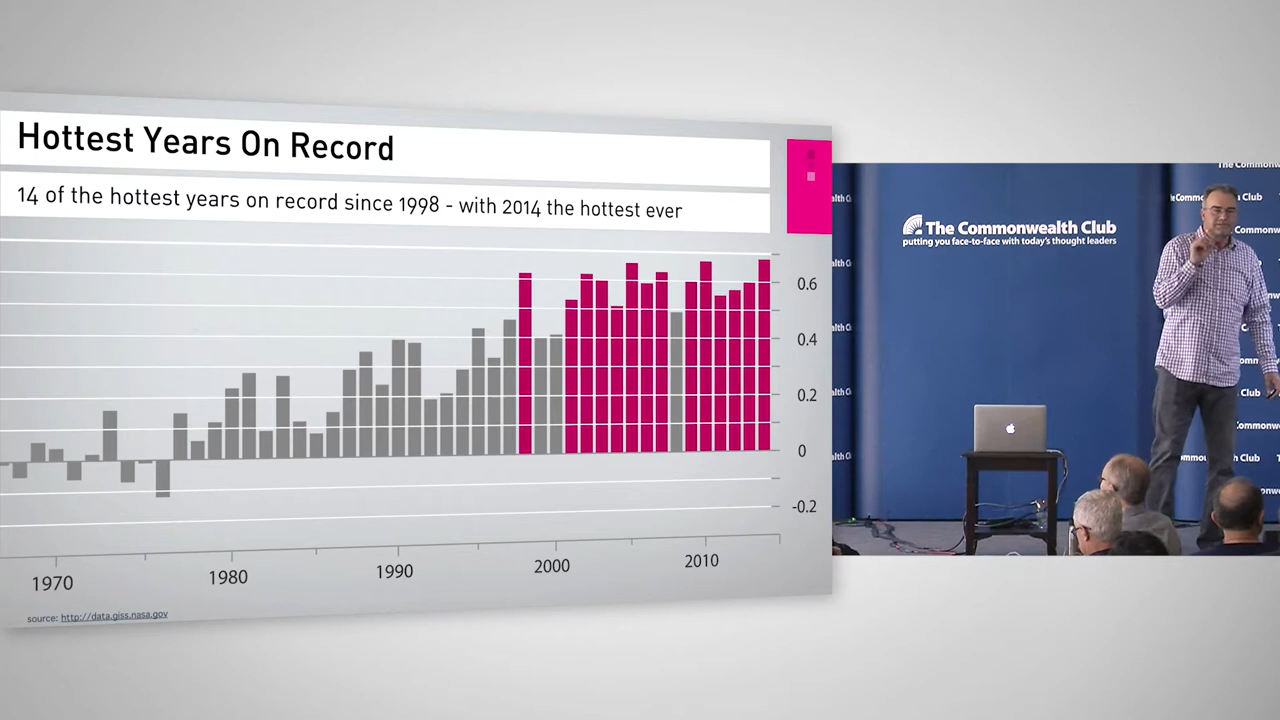 Hottest Years On Record
14 of the hottest years on record since 1998 - with 2014 the hottest ever
0.6
0.4
0.2
0
-0.2
1970
1980
1990
2000
2010
source: http://data.giss.nasa.gov
The Commonwealth Club
putting you face-to-face with today's thought leaders